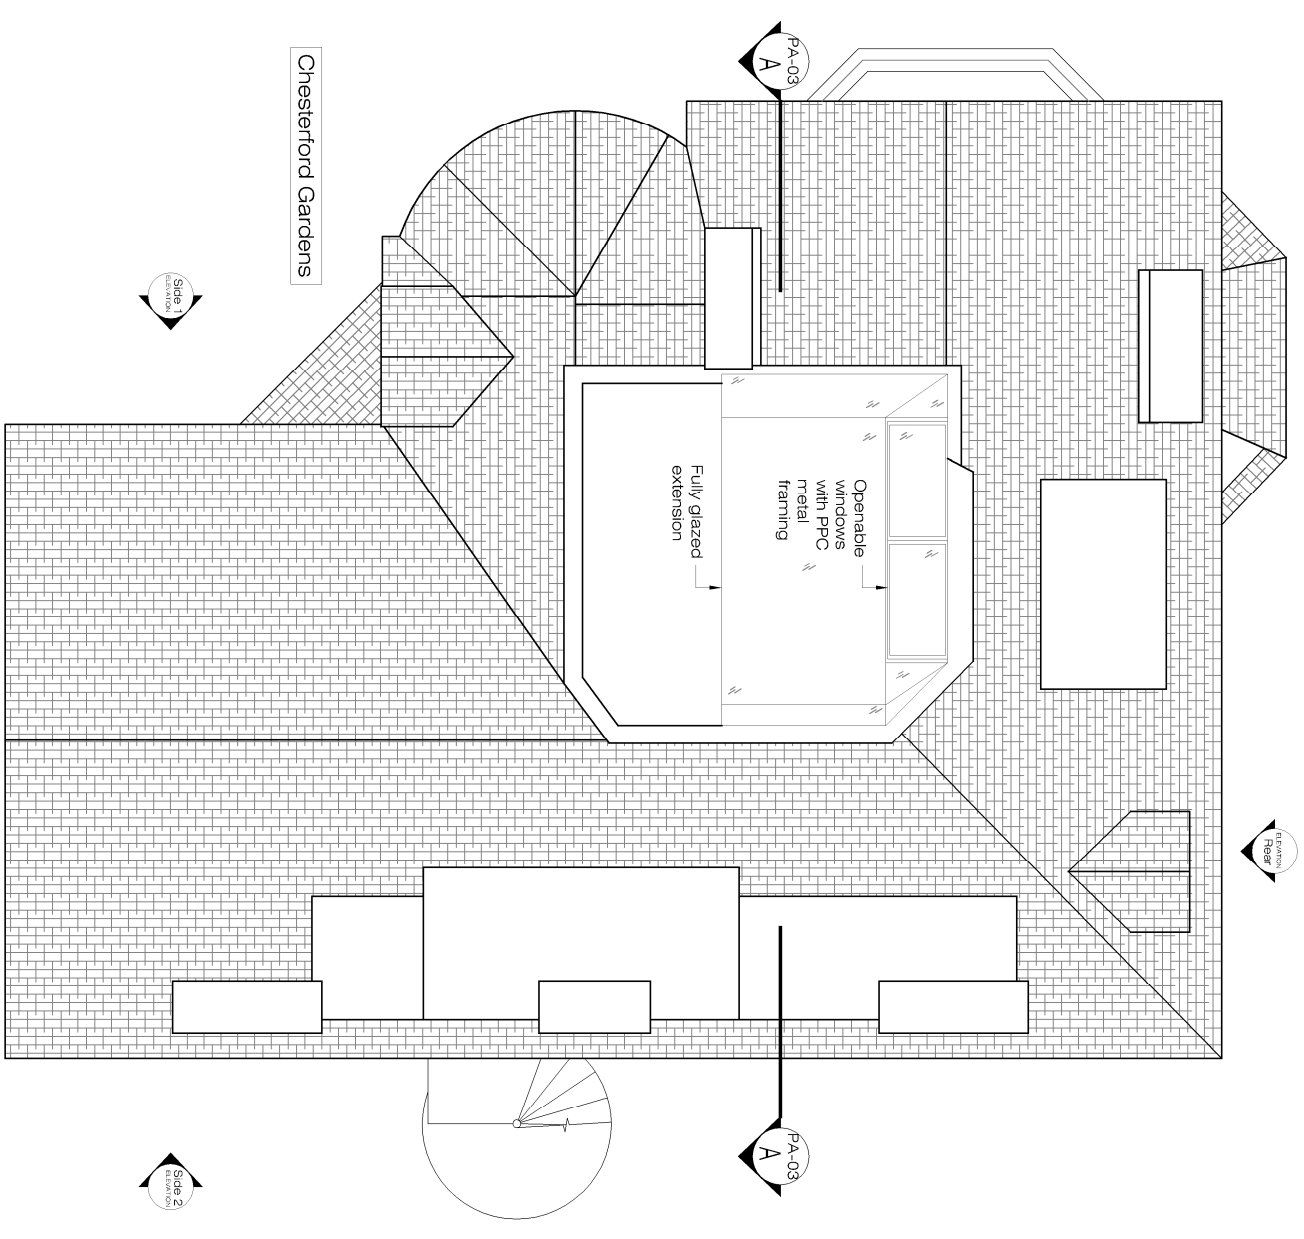 Chesterford Gardens
PA-03
A
Side 1
ELEVATION
Openable
windows
with PPC
metal
framing
Fully glazed
extension
ELEVATION
Rear
PA-03
A
Side 2
ELEVATION